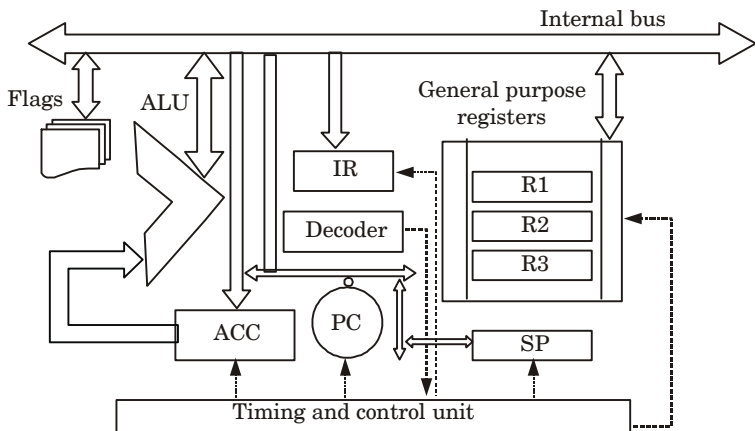 Internal bus
Flags
ALU
General purpose
registers
IR
R1
R2
R3
Decoder
ACC
PC
SP
Timing and control unit